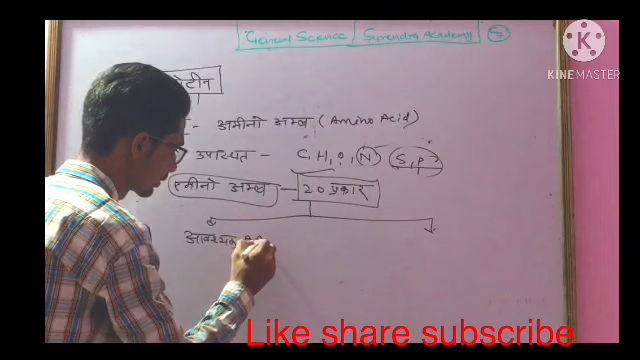 General Science | Surendra Academy 5
KINEMASTER
अमीनो अम्ल (Amino Acid)
उपस्थित - C, H, O, N S, P
अमीनो अम्ल - 20 प्रकार
आवश्यक
Like share subscribe